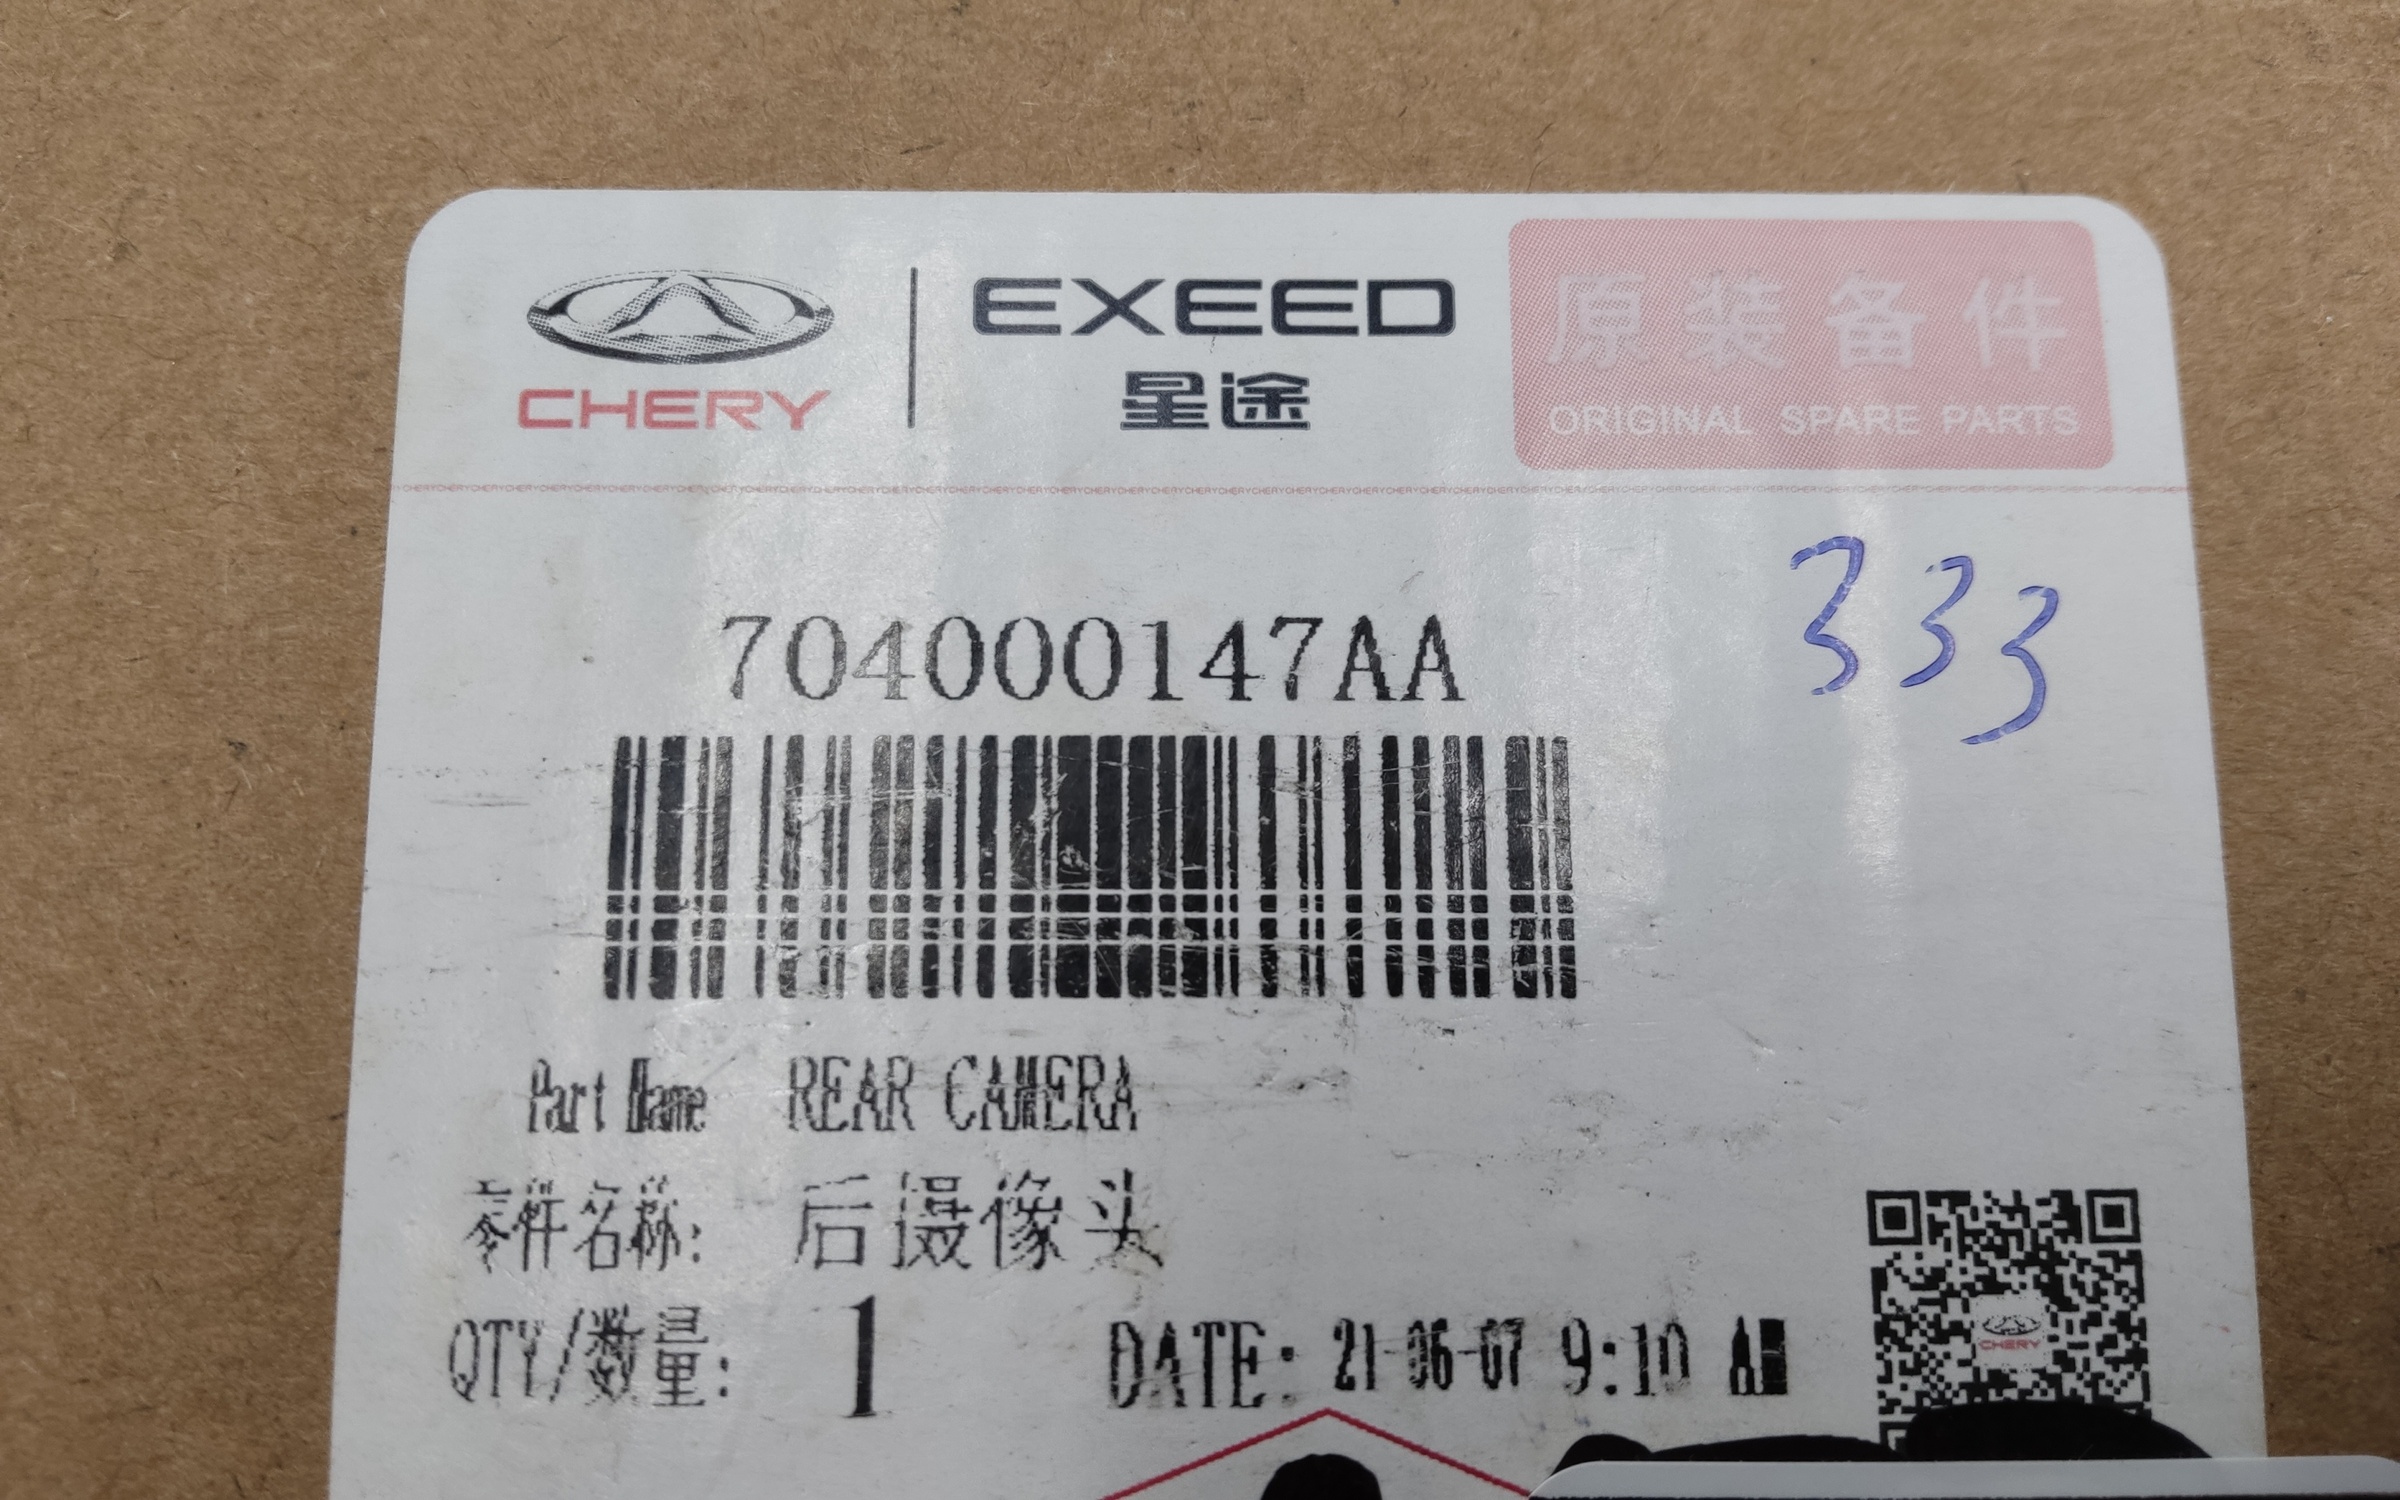 CHERY
EXEED
星途
原装备件
ORIGINAL SPARE PARTS
333
704000147AA
Part Name REAR CAMERA
零件名称: 后摄像头
QTY/数量: 1 DATE: 21-06-07 9:10 AM
CHERY